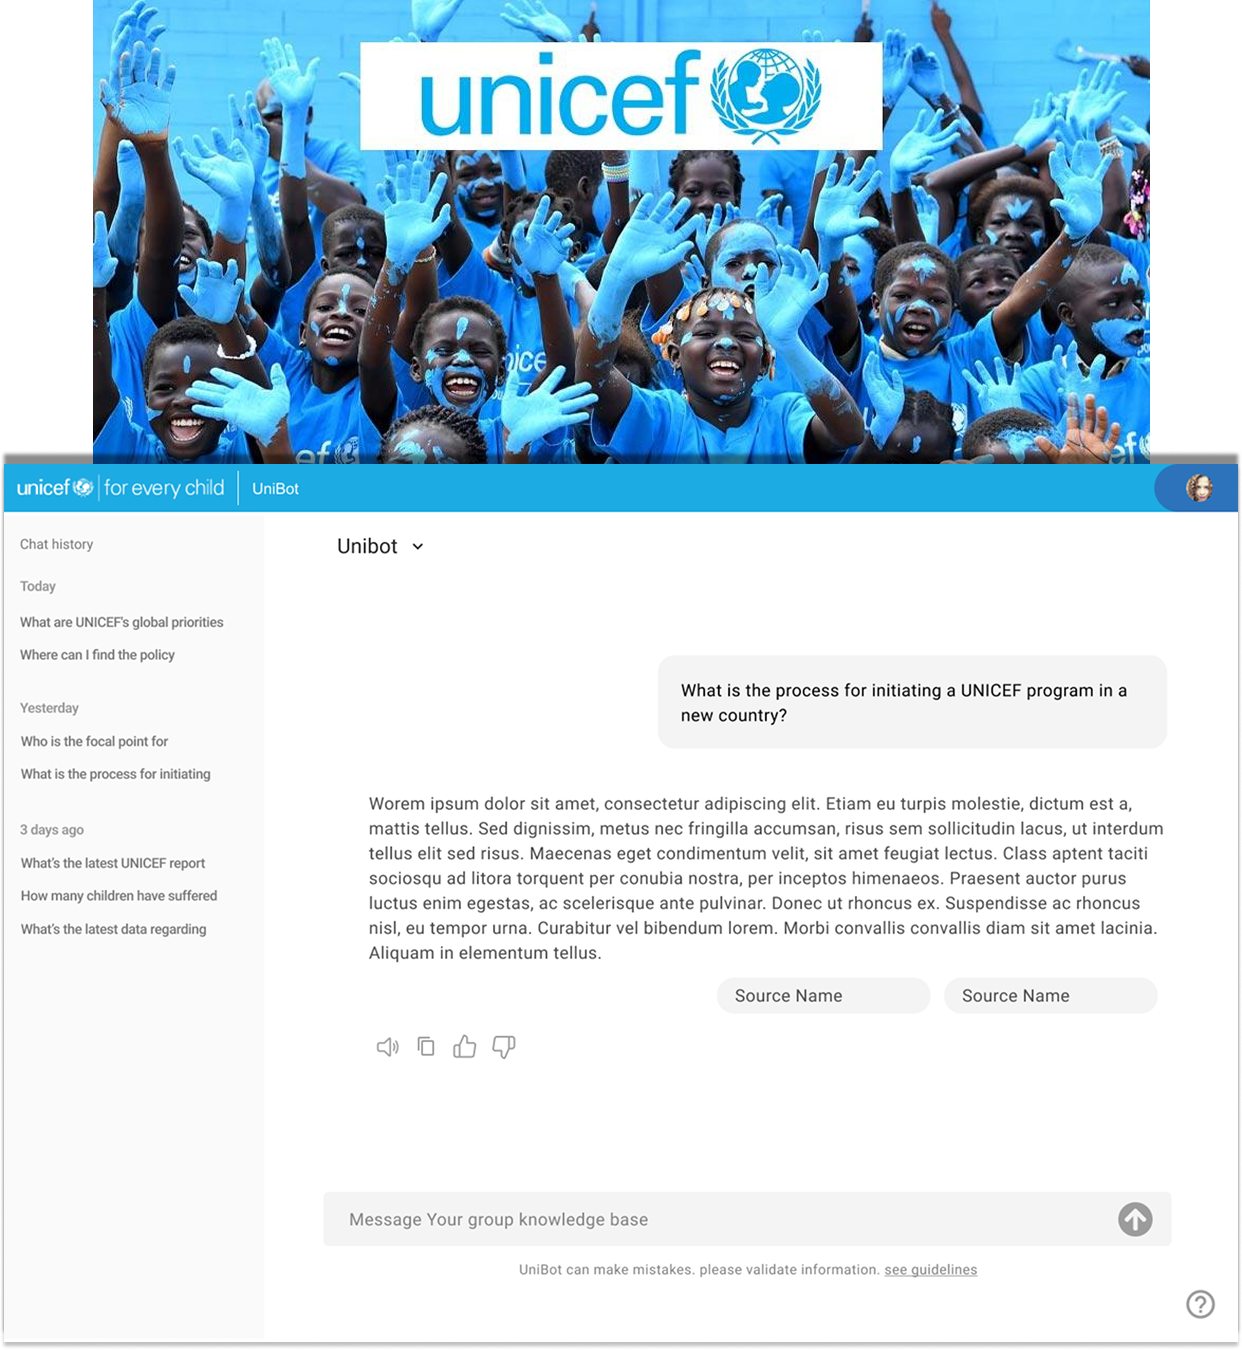 unicef
unicef for every child UniBot
Chat history
Today
What are UNICEF's global priorities
Where can I find the policy
Yesterday
Who is the focal point for
What is the process for initiating
3 days ago
What's the latest UNICEF report
How many children have suffered
What's the latest data regarding
Unibot
What is the process for initiating a UNICEF program in a
new country?
Worem ipsum dolor sit amet, consectetur adipiscing elit. Etiam eu turpis molestie, dictum est a,
mattis tellus. Sed dignissim, metus nec fringilla accumsan, risus sem sollicitudin lacus, ut interdum
tellus elit sed risus. Maecenas eget condimentum velit, sit amet feugiat lectus. Class aptent taciti
sociosqu ad litora torquent per conubia nostra, per inceptos himenaeos. Praesent auctor purus
luctus enim egestas, ac scelerisque ante pulvinar. Donec ut rhoncus ex. Suspendisse ac rhoncus
nisl, eu tempor urna. Curabitur vel bibendum lorem. Morbi convallis convallis diam sit amet lacinia.
Aliquam in elementum tellus.
Source Name Source Name
Message Your group knowledge base
UniBot can make mistakes. please validate information. see guidelines
?